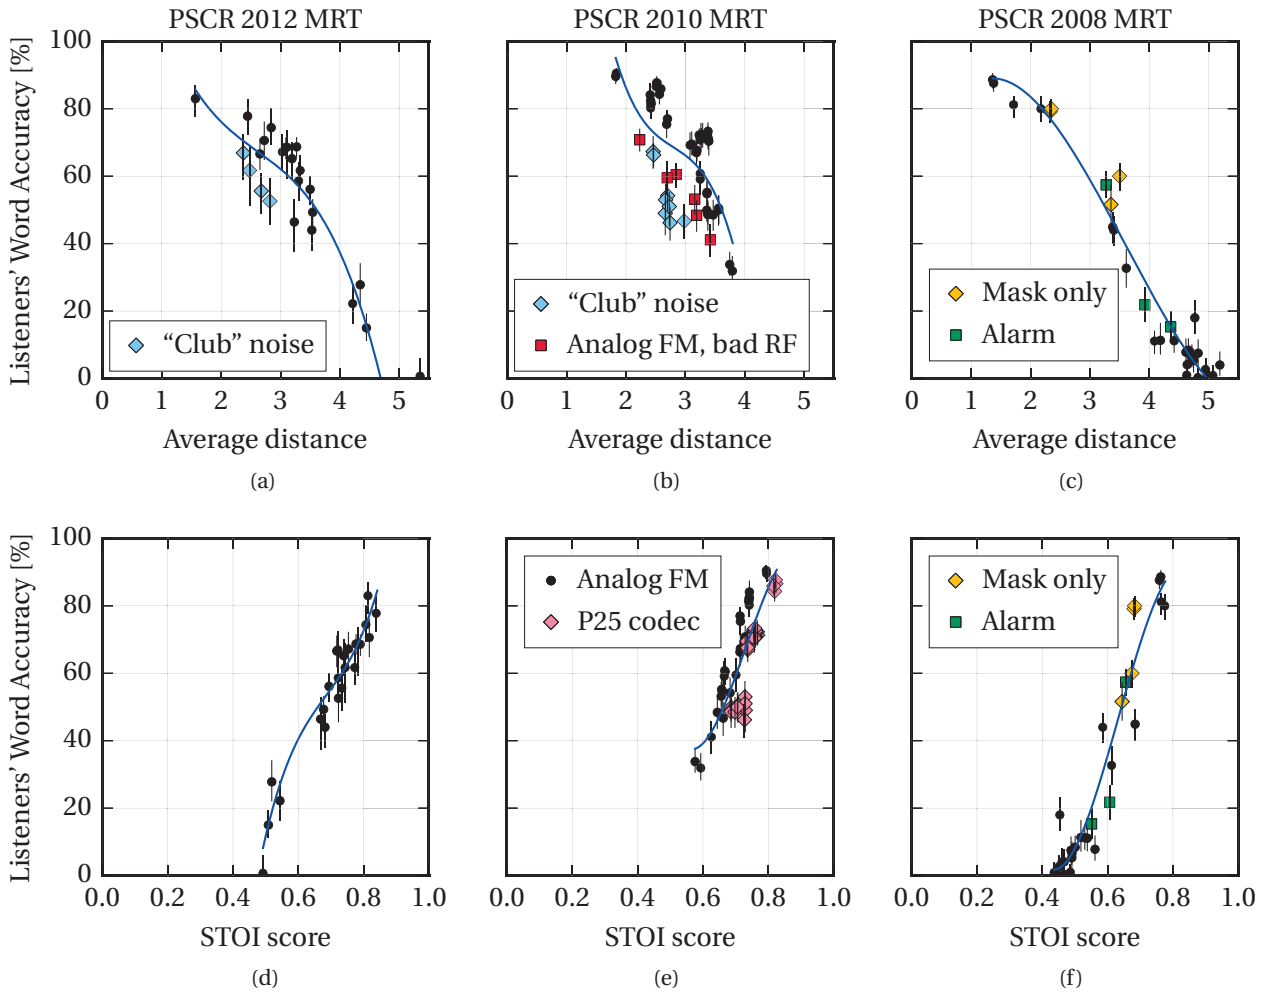 PSCR 2012 MRT
PSCR 2010 MRT
PSCR 2008 MRT
Listeners’ Word Accuracy [%]
100
80
60
40
20
0
“Club” noise
0 1 2 3 4 5
Average distance
(a)
“Club” noise
Analog FM, bad RF
0 1 2 3 4 5
Average distance
(b)
Mask only
Alarm
0 1 2 3 4 5
Average distance
(c)
Listeners’ Word Accuracy [%]
100
80
60
40
20
0
0.0 0.2 0.4 0.6 0.8 1.0
STOI score
(d)
Analog FM
P25 codec
0.0 0.2 0.4 0.6 0.8 1.0
STOI score
(e)
Mask only
Alarm
0.0 0.2 0.4 0.6 0.8 1.0
STOI score
(f)